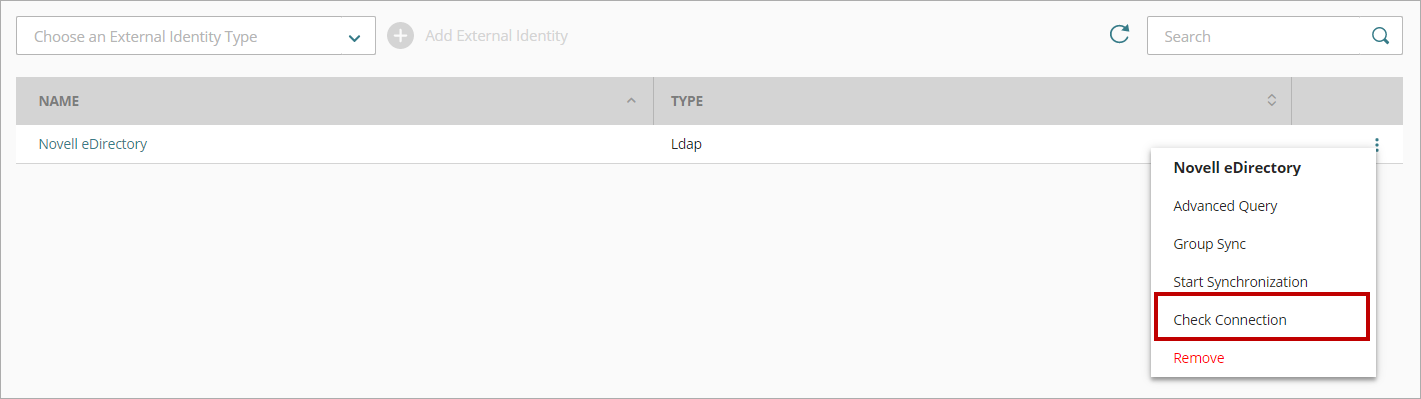 Choose an External Identity Type
Add External Identity
Search
NAME
TYPE
Novell eDirectory
Ldap
Novell eDirectory
Advanced Query
Group Sync
Start Synchronization
Check Connection
Remove